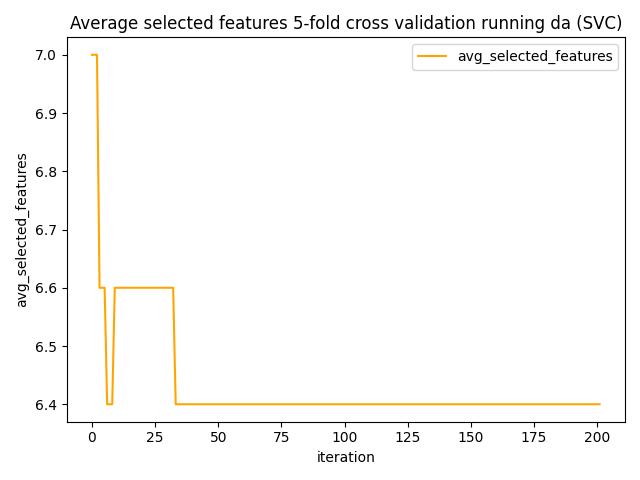 Average selected features 5-fold cross validation running da (SVC)
avg_selected_features
avg_selected_features
7.0
6.9
6.8
6.7
6.6
6.5
6.4
0 25 50 75 100 125 150 175 200
iteration